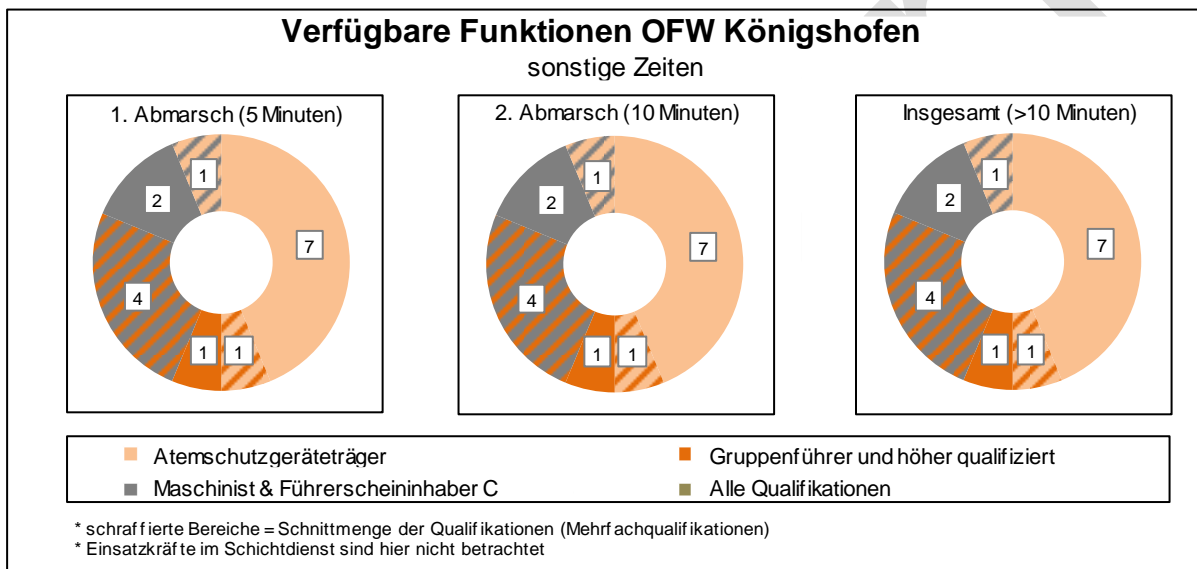 Verfügbare Funktionen OFW Königshofen
sonstige Zeiten
1. Abmarsch (5 Minuten)
1
2
7
4
1
1
2. Abmarsch (10 Minuten)
1
2
7
4
1
1
Insgesamt (>10 Minuten)
1
2
7
4
1
1
Atemschutzgeräteträger
Gruppenführer und höher qualifiziert
Maschinist & Führerscheininhaber C
Alle Qualifikationen
* schraffierte Bereiche = Schnittmenge der Qualifikationen (Mehrfachqualifikationen)
* Einsatzkräfte im Schichtdienst sind hier nicht betrachtet